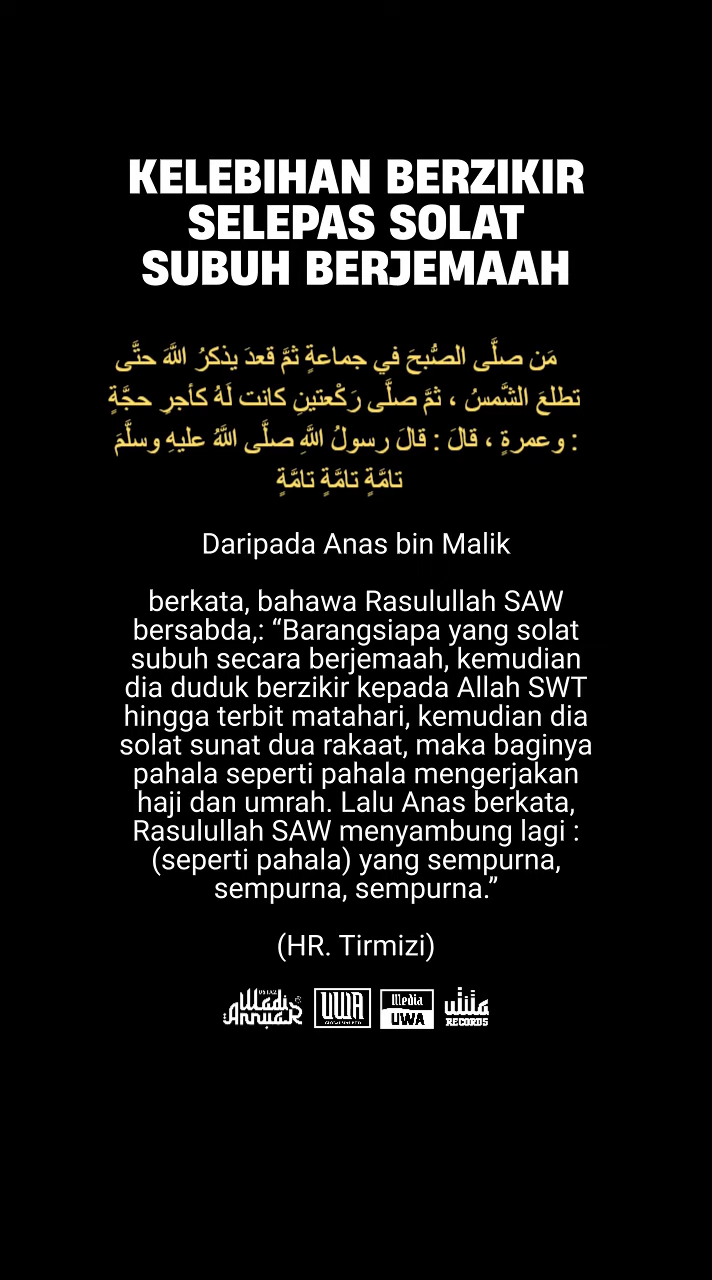 KELEBIHAN BERZIKIR
SELEPAS SOLAT
SUBUH BERJEMAAH
مَن صلَّى الصُّبحَ في جماعةٍ ثمَّ قعدَ يذكرُ اللَّهَ حتَّى
تطلعَ الشَّمسُ ، ثمَّ صلَّى رَكْعتينِ كانت لَهُ كأجرِ حجَّةٍ
وعمرةٍ ، قالَ : قالَ رسولُ اللَّهِ صلَّى اللَّهُ عليهِ وسلَّمَ :
تامَّةٍ تامَّةٍ تامَّةٍ
Daripada Anas bin Malik
berkata, bahawa Rasulullah SAW
bersabda,: “Barangsiapa yang solat
subuh secara berjemaah, kemudian
dia duduk berzikir kepada Allah SWT
hingga terbit matahari, kemudian dia
solat sunat dua rakaat, maka baginya
pahala seperti pahala mengerjakan
haji dan umrah. Lalu Anas berkata,
Rasulullah SAW menyambung lagi :
(seperti pahala) yang sempurna,
sempurna, sempurna.”
(HR. Tirmizi)
USTAZ Wadi Annuar UWA Media UWA RECORDS